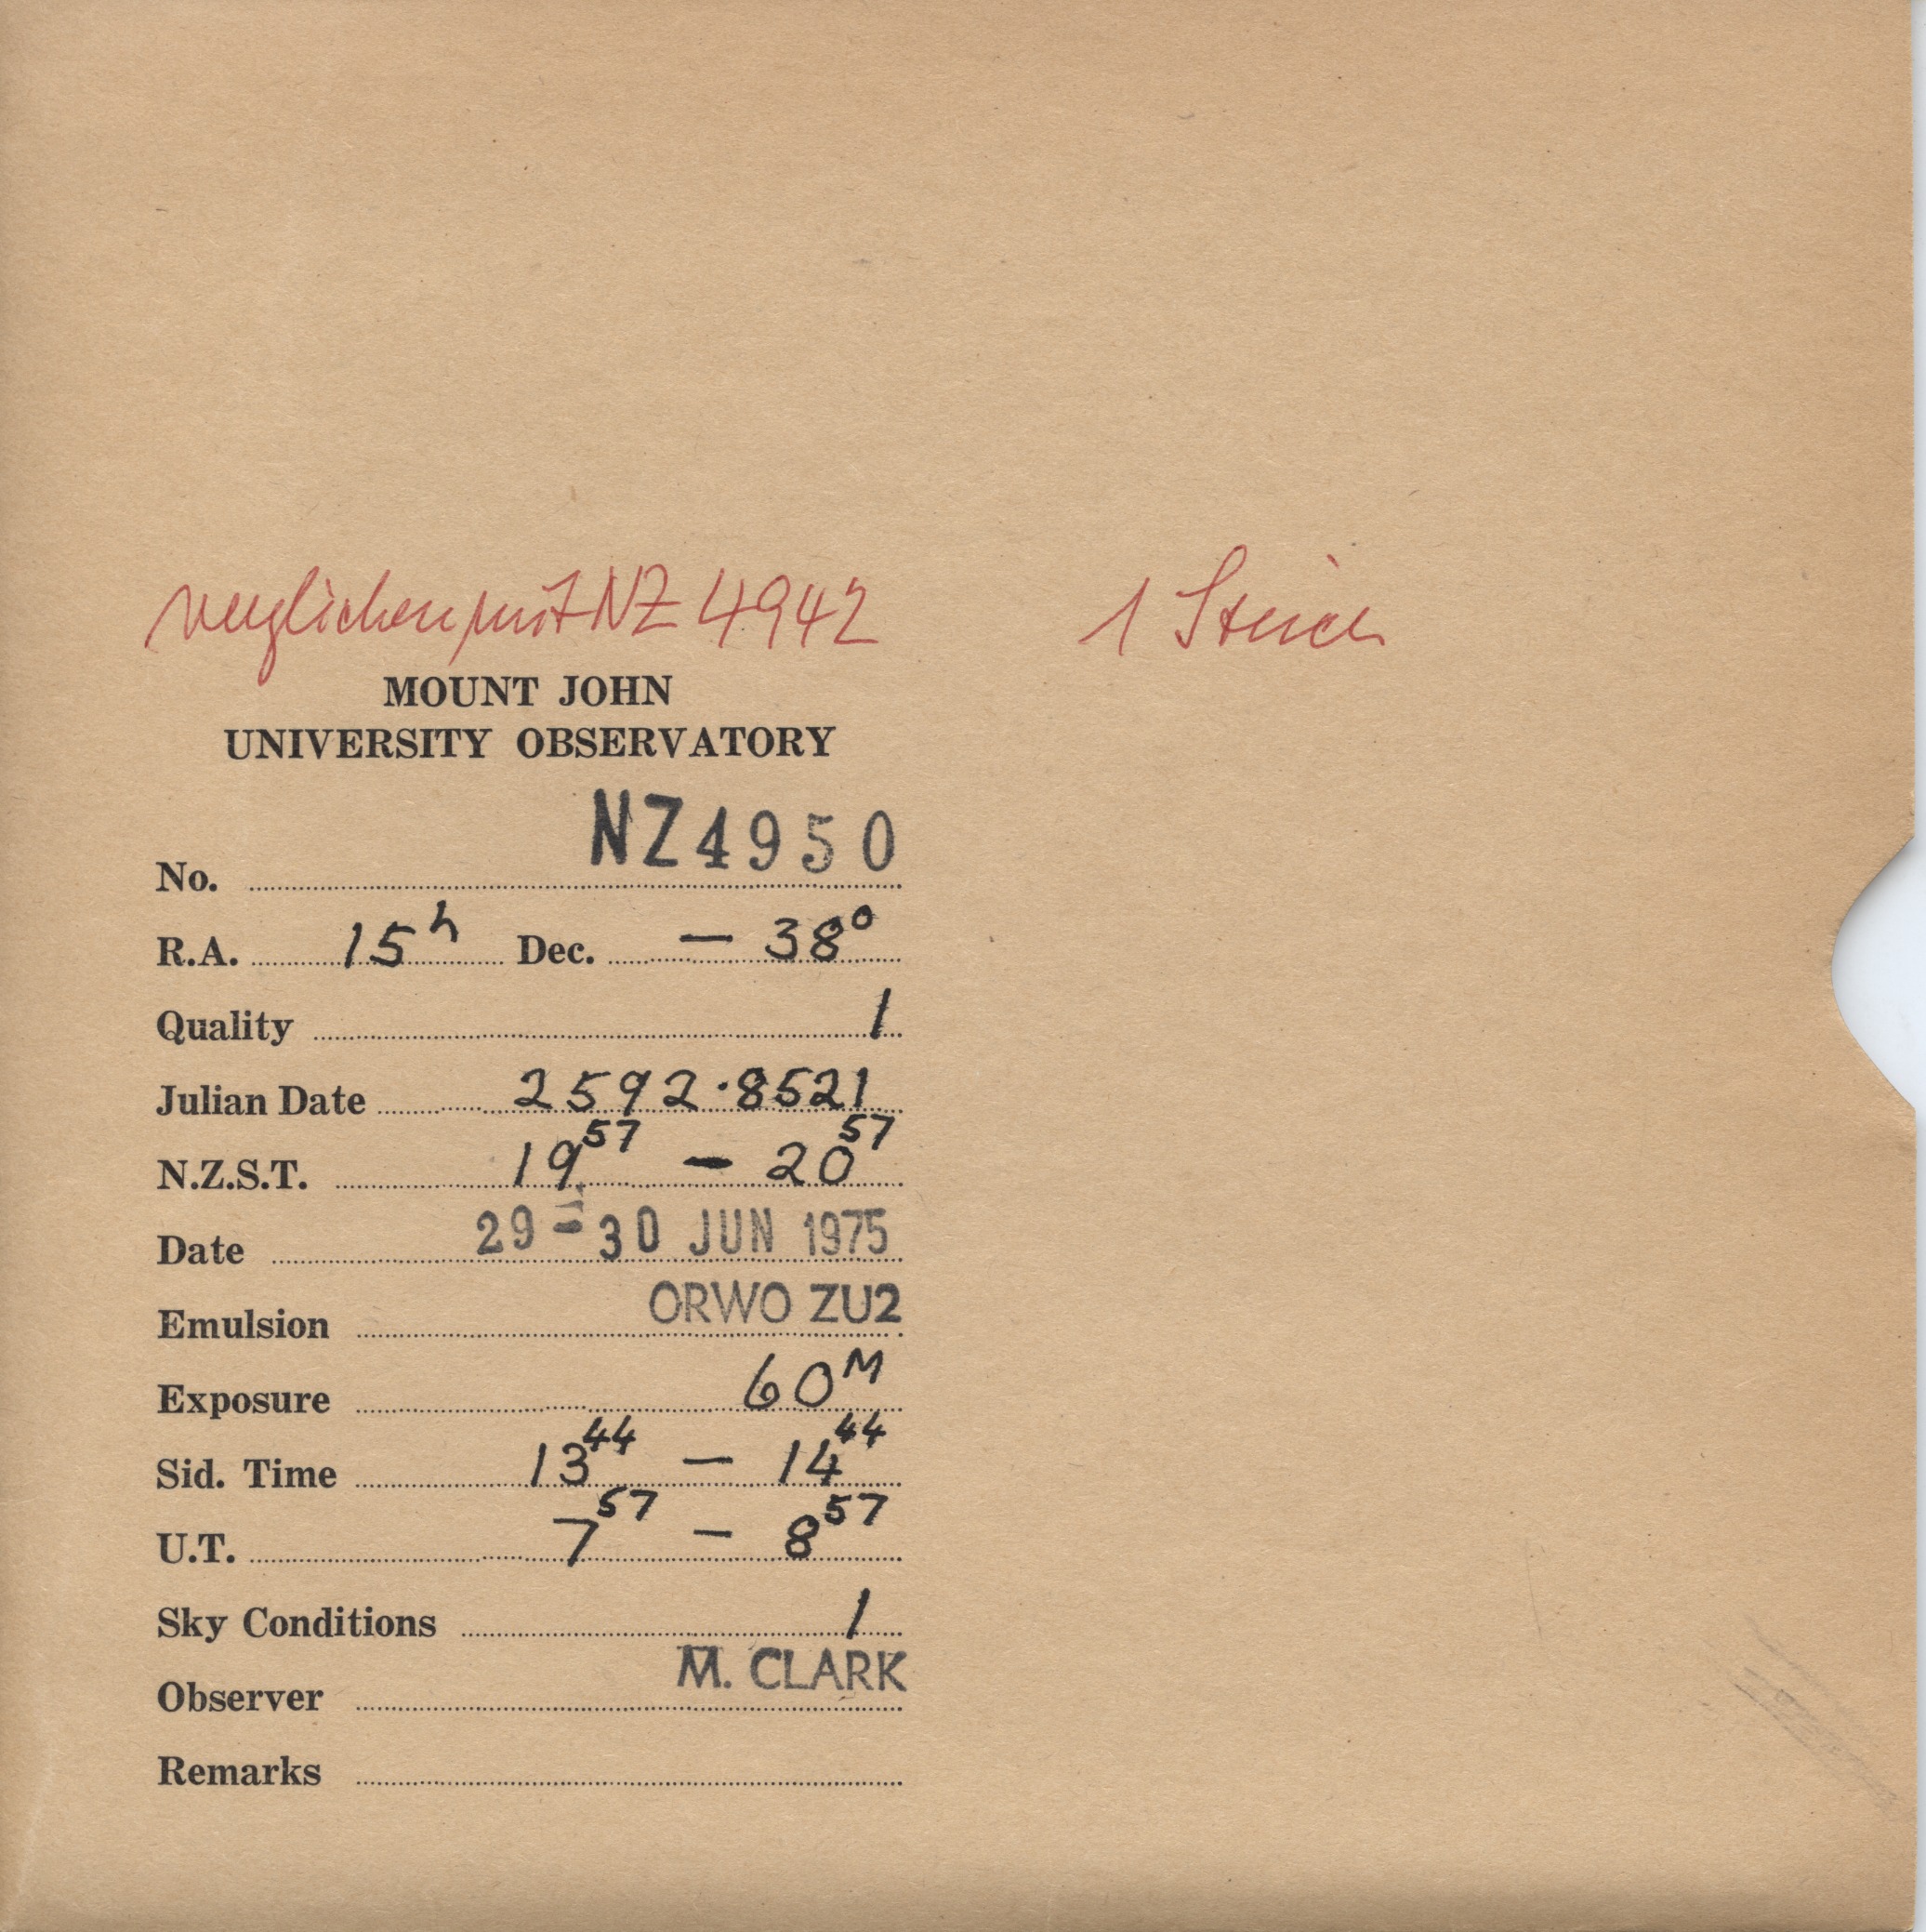 verglichen mit NZ 4942 1 Strich
MOUNT JOHN
UNIVERSITY OBSERVATORY
No. NZ4950
R.A. 15h Dec. — 38°
Quality 1
Julian Date 2592·8521
N.Z.S.T. 19 57 — 20 57
Date 29-30 JUN 1975
Emulsion ORWO ZU2
Exposure 60M
Sid. Time 13 44 — 14 44
U.T. 7 57 — 8 57
Sky Conditions 1
Observer M. CLARK
Remarks